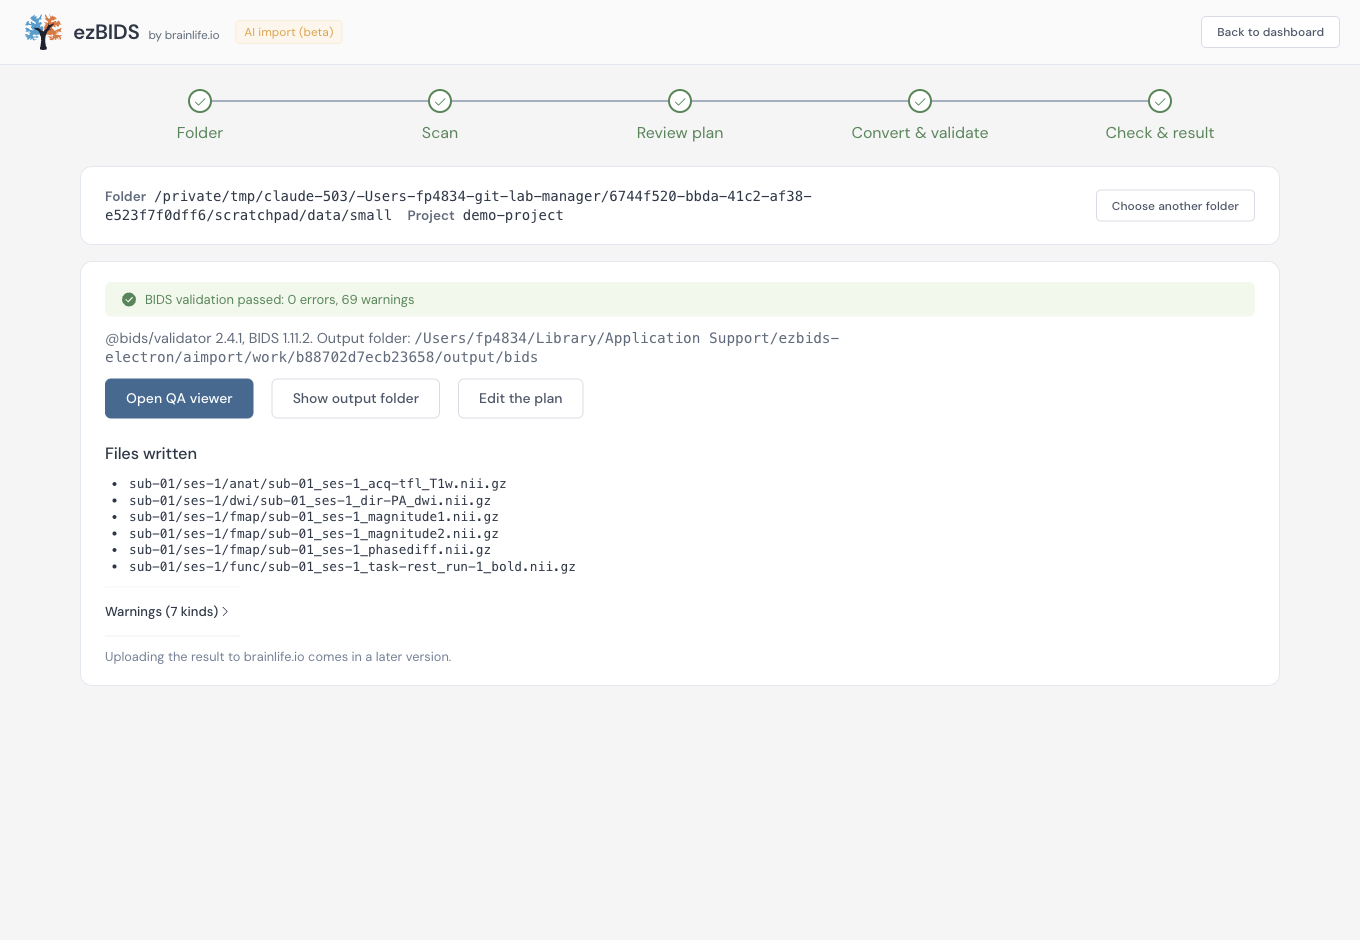 ezBIDS by brainlife.io AI import (beta) Back to dashboard
Folder Scan Review plan Convert & validate Check & result
Folder /private/tmp/claude-503/-Users-fp4834-git-lab-manager/6744f520-bbda-41c2-af38-
e523f7f0dff6/scratchpad/data/small Project demo-project
Choose another folder
BIDS validation passed: 0 errors, 69 warnings
@bids/validator 2.4.1, BIDS 1.11.2. Output folder: /Users/fp4834/Library/Application Support/ezbids-
electron/aimport/work/b88702d7ecb23658/output/bids
Open QA viewer Show output folder Edit the plan
Files written
• sub-01/ses-1/anat/sub-01_ses-1_acq-tfl_T1w.nii.gz
• sub-01/ses-1/dwi/sub-01_ses-1_dir-PA_dwi.nii.gz
• sub-01/ses-1/fmap/sub-01_ses-1_magnitude1.nii.gz
• sub-01/ses-1/fmap/sub-01_ses-1_magnitude2.nii.gz
• sub-01/ses-1/fmap/sub-01_ses-1_phasediff.nii.gz
• sub-01/ses-1/func/sub-01_ses-1_task-rest_run-1_bold.nii.gz
Warnings (7 kinds)
Uploading the result to brainlife.io comes in a later version.